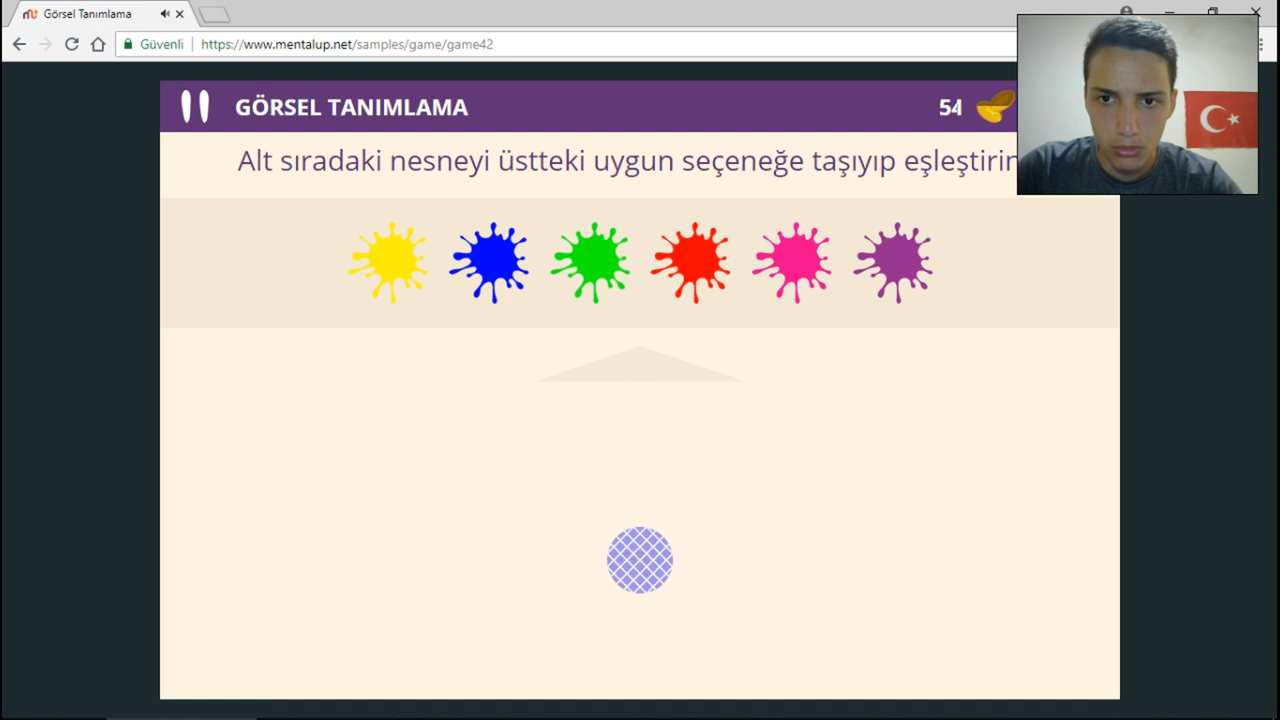 Görsel Tanımlama
Güvenli
https://www.mentalup.net/samples/game/game42
GÖRSEL TANIMLAMA
54
Alt sıradaki nesneyi üstteki uygun seçeneğe taşıyıp eşleştirin